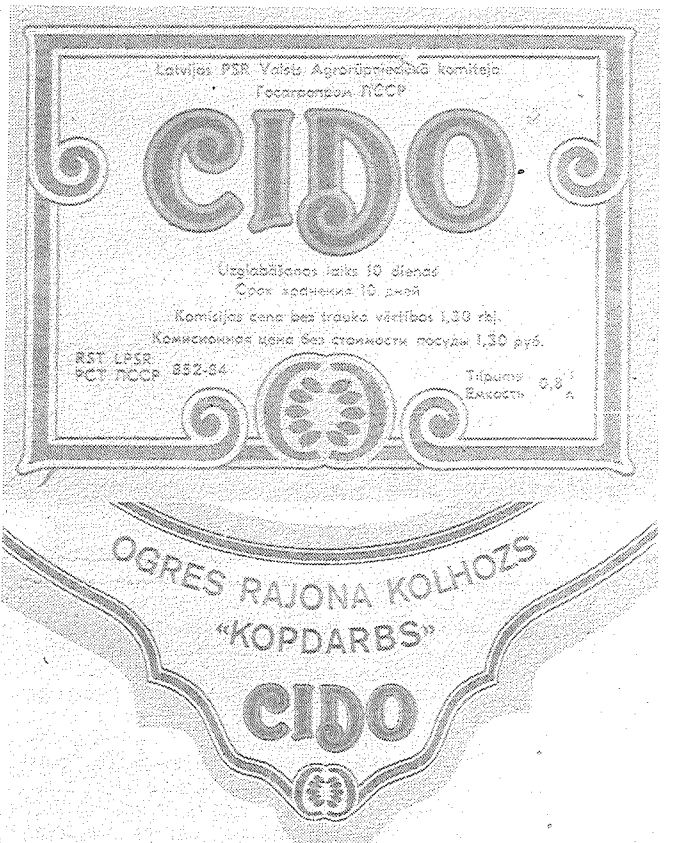 Latvijas PSR Valsts Agrorūpnieciskā komiteja
Госагропром ЛССР
CIDO
Uzglabāšanas laiks 10 dienas
Срок хранения 10 дней
Komisijas cena bez trauka vērtības 1,30 rbļ.
Комисионная цена без стоимости посуды 1,30 руб.
RST LPSR
РСТ ЛССР 852-84
Tilpums
Емкость 0,8 л
OGRES RAJONA KOLHOZS
“KOPDARBS”
CIDO